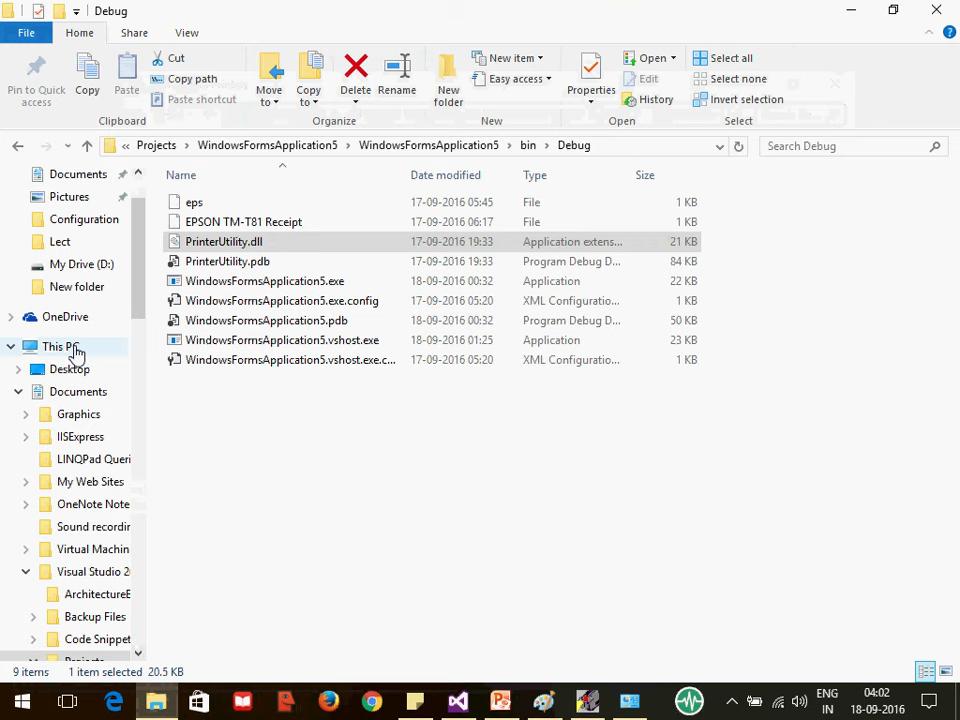 Debug
File Home Share View
Pin to Quick access
Copy
Paste
Cut
Copy path
Paste shortcut
Clipboard
Move to
Copy to
Delete
Rename
Organize
New folder
New item
Easy access
New
Properties
Open
Edit
History
Open
Select all
Select none
Invert selection
Select
« Projects WindowsFormsApplication5 WindowsFormsApplication5 bin Debug
Search Debug
Documents
Pictures
Configuration
Lect
My Drive (D:)
New folder
OneDrive
This PC
Desktop
Documents
Graphics
IISExpress
LINQPad Queri
My Web Sites
OneNote Note
Sound recordin
Virtual Machin
Visual Studio 2
ArchitectureE
Backup Files
Code Snippet
Projects
Name Date modified Type Size
eps 17-09-2016 05:45 File 1 KB
EPSON TM-T81 Receipt 17-09-2016 06:17 File 1 KB
PrinterUtility.dll 17-09-2016 19:33 Application extens... 21 KB
PrinterUtility.pdb 17-09-2016 19:33 Program Debug D... 84 KB
WindowsFormsApplication5.exe 18-09-2016 00:32 Application 22 KB
WindowsFormsApplication5.exe.config 17-09-2016 05:20 XML Configuratio... 1 KB
WindowsFormsApplication5.pdb 18-09-2016 00:32 Program Debug D... 50 KB
WindowsFormsApplication5.vshost.exe 18-09-2016 01:25 Application 23 KB
WindowsFormsApplication5.vshost.exe.c... 17-09-2016 05:20 XML Configuratio... 1 KB
9 items 1 item selected 20.5 KB
ENG
IN
04:02
18-09-2016